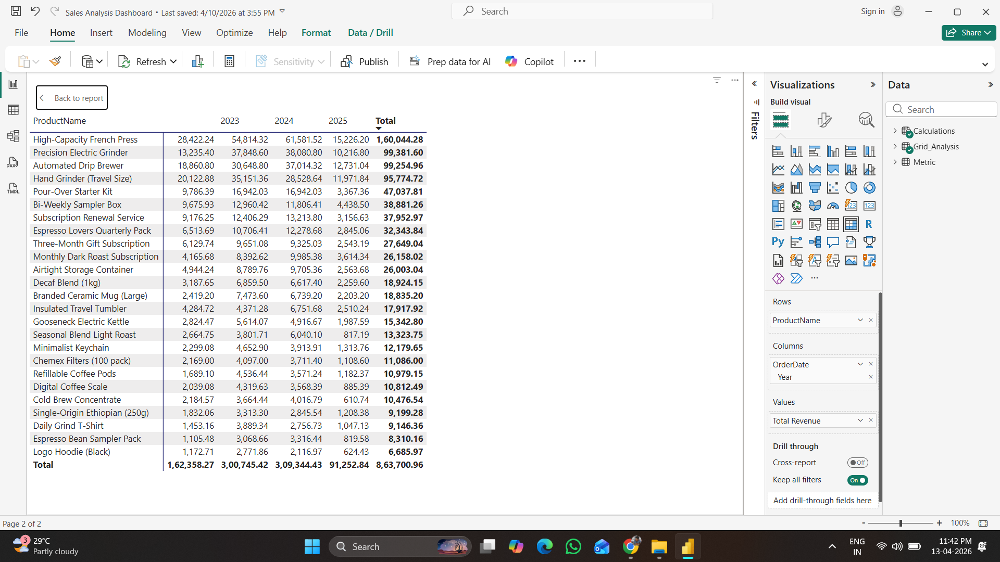 Sales Analysis Dashboard • Last saved: 4/10/2026 at 3:55 PM
Search
Sign in
File Home Insert Modeling View Optimize Help Format Data / Drill
Share
Refresh
Sensitivity
Publish
Prep data for AI
Copilot
Back to report
ProductName 2023 2024 2025 Total
High-Capacity French Press 28,422.24 54,814.32 61,581.52 15,226.20 1,60,044.28
Precision Electric Grinder 13,235.40 37,848.60 38,080.80 10,216.80 99,381.60
Automated Drip Brewer 18,860.80 30,648.80 37,014.32 12,731.04 99,254.96
Hand Grinder (Travel Size) 20,122.88 35,151.36 28,528.64 11,971.84 95,774.72
Pour-Over Starter Kit 9,786.39 16,942.03 16,942.03 3,367.36 47,037.81
Bi-Weekly Sampler Box 9,675.93 12,960.42 11,806.41 4,438.50 38,881.26
Subscription Renewal Service 9,176.25 12,406.29 13,213.80 3,156.63 37,952.97
Espresso Lovers Quarterly Pack 6,513.69 10,706.41 12,278.68 2,845.06 32,343.84
Three-Month Gift Subscription 6,129.74 9,651.08 9,325.03 2,543.19 27,649.04
Monthly Dark Roast Subscription 4,165.68 8,392.62 9,985.38 3,614.34 26,158.02
Airtight Storage Container 4,944.24 8,789.76 9,705.36 2,563.68 26,003.04
Decaf Blend (1kg) 3,187.65 6,859.50 6,617.40 2,259.60 18,924.15
Branded Ceramic Mug (Large) 2,419.20 7,473.60 6,739.20 2,203.20 18,835.20
Insulated Travel Tumbler 4,284.72 4,371.28 6,751.68 2,510.24 17,917.92
Gooseneck Electric Kettle 2,824.47 5,614.07 4,916.67 1,987.59 15,342.80
Seasonal Blend Light Roast 2,664.75 3,801.71 6,040.10 817.19 13,323.75
Minimalist Keychain 2,299.08 4,652.90 3,913.91 1,313.76 12,179.65
Chemex Filters (100 pack) 2,169.00 4,097.00 3,711.40 1,108.60 11,086.00
Refillable Coffee Pods 1,689.10 4,536.44 3,571.24 1,182.37 10,979.15
Digital Coffee Scale 2,039.08 4,319.63 3,568.39 885.39 10,812.49
Cold Brew Concentrate 2,184.57 3,664.44 4,016.79 610.74 10,476.54
Single-Origin Ethiopian (250g) 1,832.06 3,313.30 2,845.54 1,208.38 9,199.28
Daily Grind T-Shirt 1,453.16 3,889.34 2,756.73 1,047.13 9,146.36
Espresso Bean Sampler Pack 1,105.48 3,068.66 3,316.44 819.58 8,310.16
Logo Hoodie (Black) 1,172.71 2,771.86 2,116.97 624.43 6,685.97
Total 1,62,358.27 3,00,745.42 3,09,344.43 91,252.84 8,63,700.96
Filters
Visualizations
Build visual
123
123
R
Py
Rows
ProductName
Columns
OrderDate
Year
Values
Total Revenue
Drill through
Cross-report Off
Keep all filters On
Add drill-through fields here
Data
Search
Calculations
Grid_Analysis
Metric
DAX
TMDL
Page 2 of 2
- + 100%
3
29°C
Partly cloudy
Search
ENG
IN
11:42 PM
13-04-2026